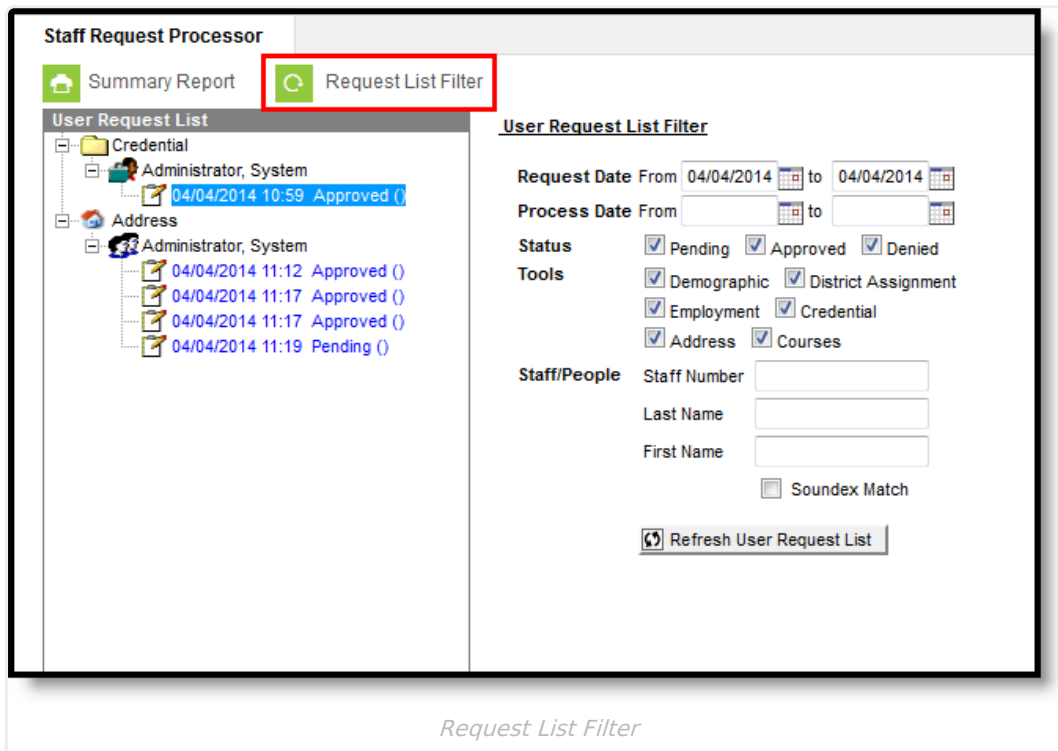 Staff Request Processor
Summary Report
Request List Filter
User Request List
Credential
Administrator, System
04/04/2014 10:59 Approved ()
Address
Administrator, System
04/04/2014 11:12 Approved ()
04/04/2014 11:17 Approved ()
04/04/2014 11:17 Approved ()
04/04/2014 11:19 Pending ()
User Request List Filter
Request Date From 04/04/2014 to 04/04/2014
Process Date From to
Status Pending Approved Denied
Tools Demographic District Assignment
Employment Credential
Address Courses
Staff/People Staff Number
Last Name
First Name
Soundex Match
Refresh User Request List
Request List Filter